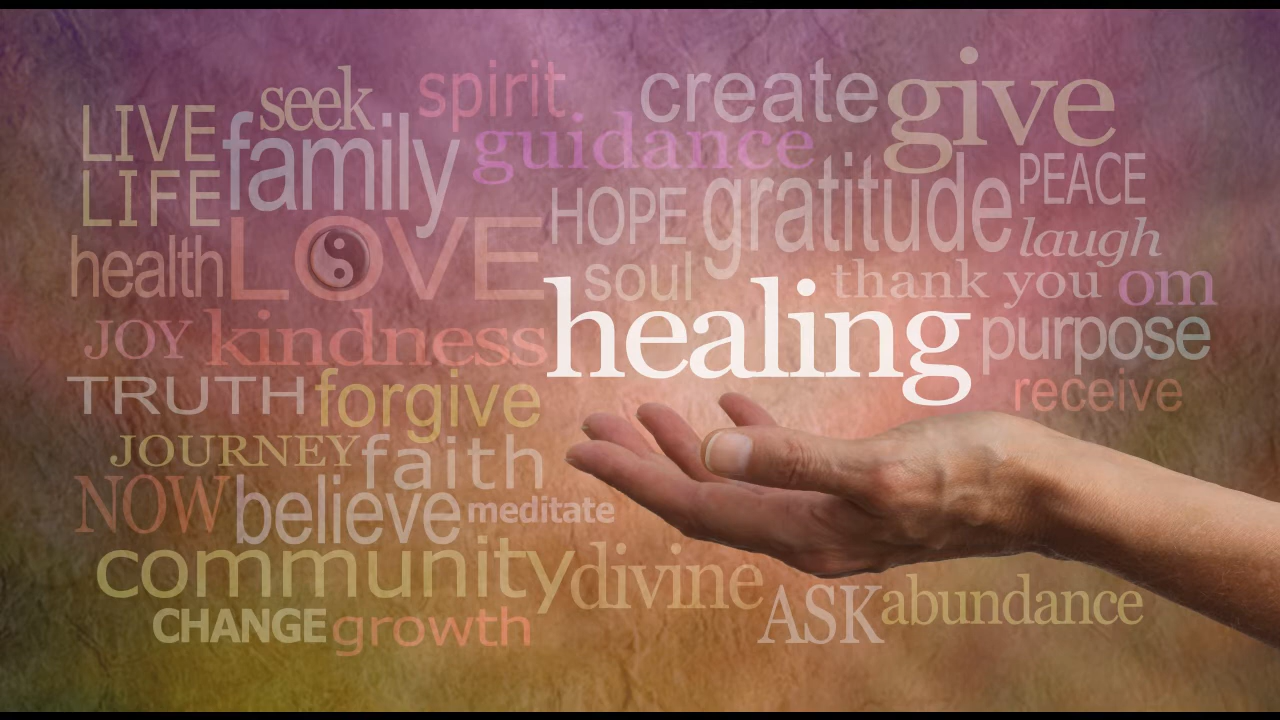 LIVE
LIFE
seek
spirit
create
give
family
guidance
PEACE
HOPE
gratitude
laugh
health
LOVE
soul
thank you
om
healing
JOY
kindness
purpose
TRUTH
forgive
receive
JOURNEY
faith
NOW
believe
meditate
community
divine
ASK
abundance
CHANGE
growth